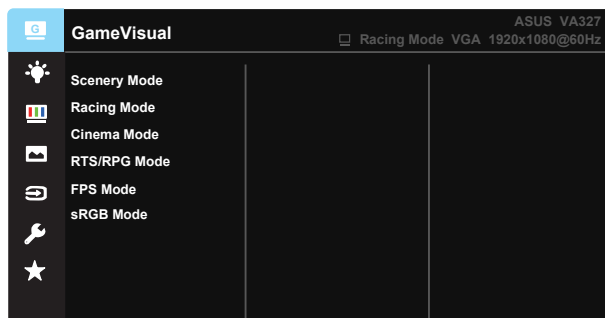 G
GameVisual
ASUS VA327
Racing Mode VGA 1920x1080@60Hz
Scenery Mode
Racing Mode
Cinema Mode
RTS/RPG Mode
FPS Mode
sRGB Mode